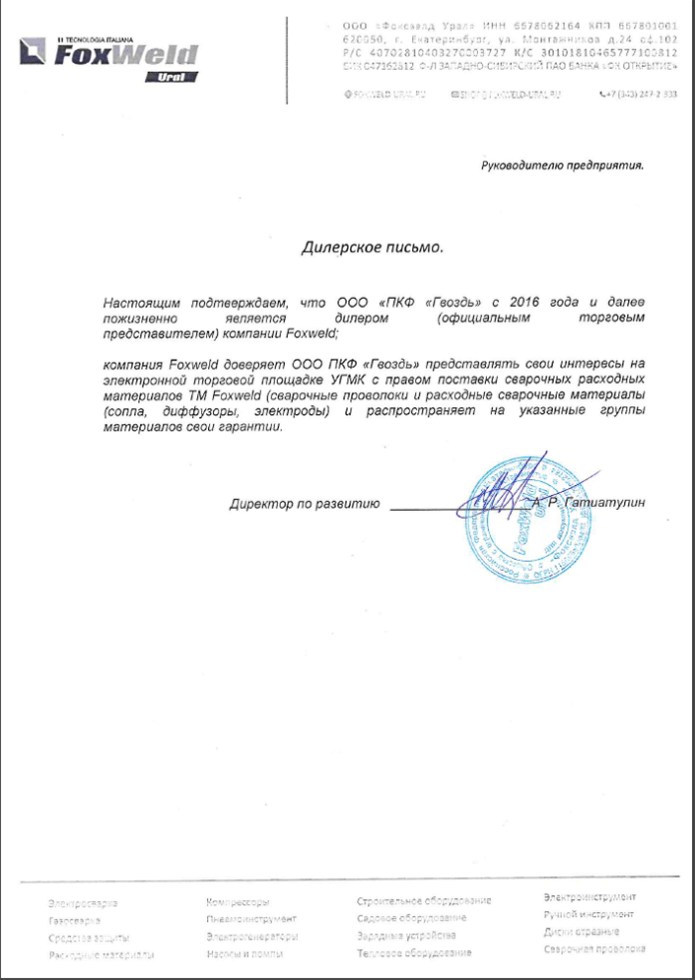 TECNOLOGIA ITALIANA
FoxWeld
Ural
ООО «Фоксвэлд Урал» ИНН 6678062164 КПП 667801001
620050, г. Екатеринбург, ул. Монтажников д.24 оф.102
Р/С 40702810403270003727 К/С 30101810465777100812
БИК 047162812 Ф-Л ЗАПАДНО-СИБИРСКИЙ ПАО БАНКА «ФК ОТКРЫТИЕ»
FOXWELD-URAL.RU +7 (343) 247-2-333
Руководителю предприятия.
Дилерское письмо.
Настоящим подтверждаем, что ООО «ПКФ «Гвоздь» с 2016 года и далее
пожизненно является дилером (официальным торговым
представителем) компании Foxweld;
компания Foxweld доверяет ООО ПКФ «Гвоздь» представлять свои интересы на
электронной торговой площадке УГМК с правом поставки сварочных расходных
материалов ТМ Foxweld (сварочные проволоки и расходные сварочные материалы
(сопла, диффузоры, электроды) и распространяет на указанные группы
материалов свои гарантии.
Директор по развитию А. Р. Гатиатулин
FoxWeld
Электросварка Компрессоры Строительное оборудование Электроинструмент
Газосварка Пневмоинструмент Садовое оборудование Ручной инструмент
Средства защиты Электрогенераторы Зарядные устройства Диски отрезные
Расходные материалы Насосы и помпы Тепловое оборудование Сварочная проволока